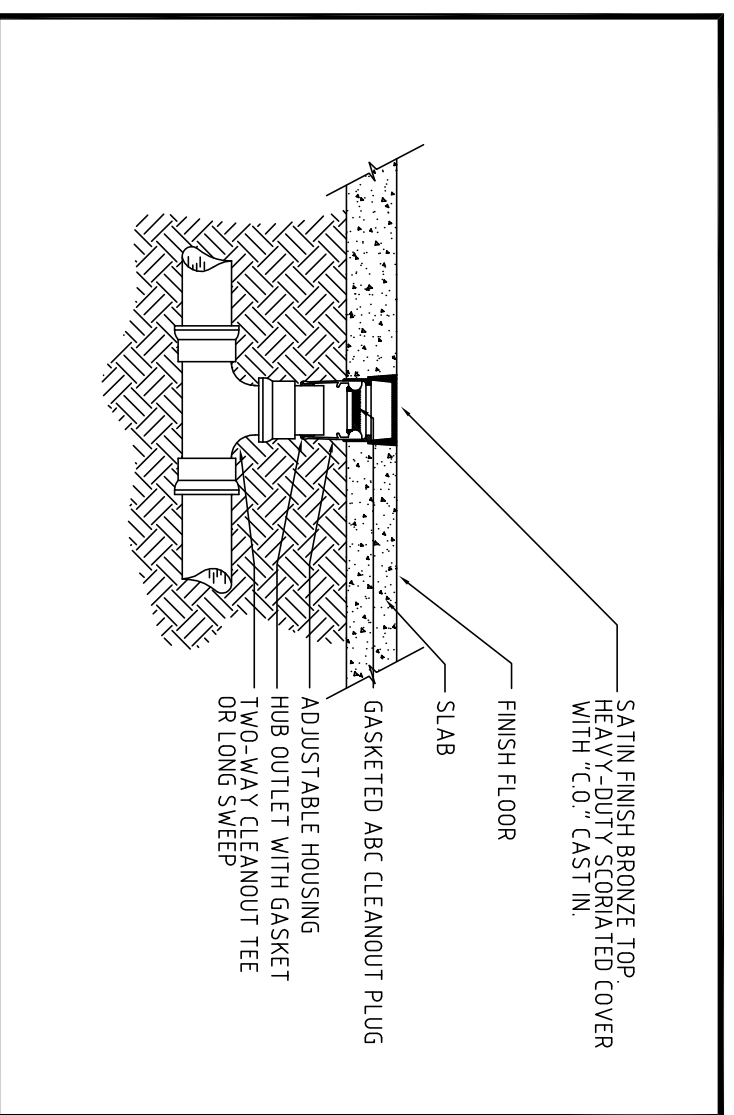 SATIN FINISH BRONZE TOP.
HEAVY-DUTY SCORIATED COVER
WITH "C.O." CAST IN.
FINISH FLOOR
SLAB
GASKETED ABC CLEANOUT PLUG
ADJUSTABLE HOUSING
HUB OUTLET WITH GASKET
TWO-WAY CLEANOUT TEE
OR LONG SWEEP